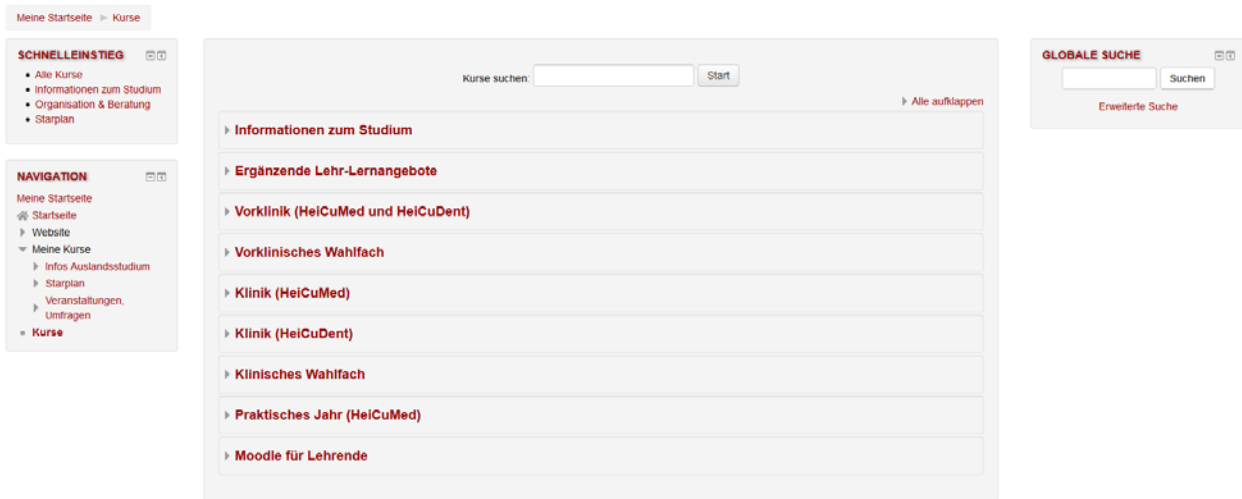 Meine Startseite Kurse
SCHNELLEINSTIEG
Alle Kurse
Informationen zum Studium
Organisation & Beratung
Starplan
NAVIGATION
Meine Startseite
Startseite
Website
Meine Kurse
Infos Auslandsstudium
Starplan
Veranstaltungen,
Umfragen
Kurse
Kurse suchen: Start
Alle aufklappen
Informationen zum Studium
Ergänzende Lehr-Lernangebote
Vorklinik (HeiCuMed und HeiCuDent)
Vorklinisches Wahlfach
Klinik (HeiCuMed)
Klinik (HeiCuDent)
Klinisches Wahlfach
Praktisches Jahr (HeiCuMed)
Moodle für Lehrende
GLOBALE SUCHE
Suchen
Erweiterte Suche